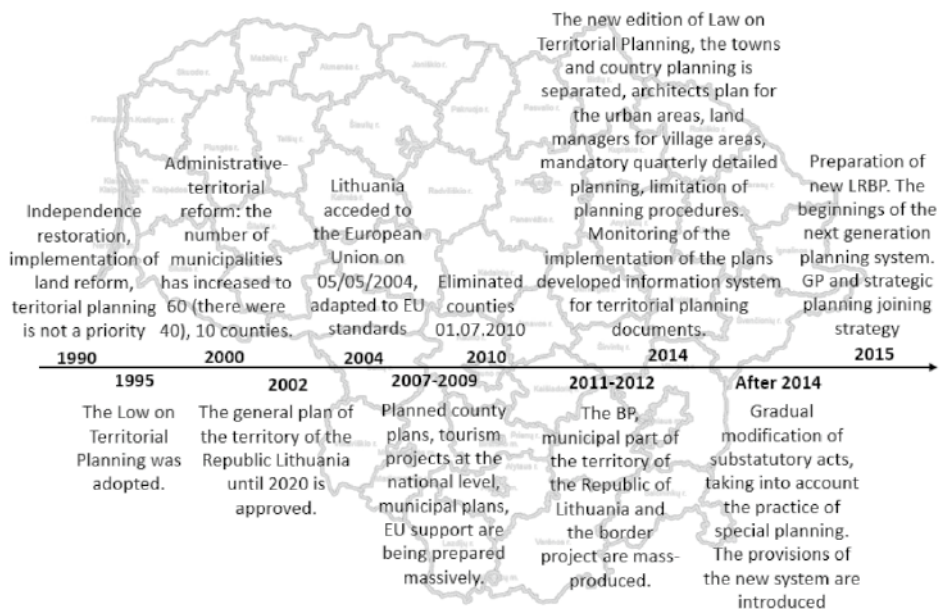 Independence
restoration,
implementation of
land reform,
teritorial planning
is not a priority
1990
Administrative-
territorial
reform: the
number of
municipalities
has increased to
60 (there were
40), 10 counties.
2000
Lithuania
acceded to
the European
Union on
05/05/2004,
adapted to EU
standards
2004
Eliminated
counties
01.07.2010
2010
The new edition of Law on
Territorial Planning, the towns
and country planning is
separated, architects plan for
the urban areas, land
managers for village areas,
mandatory quarterly detailed
planning, limitation of
planning procedures.
Monitoring of the
implementation of the plans
developed information system
for territorial planning
documents.
2014
Preparation of
new LRBP. The
beginnings of the
next generation
planning system.
GP and strategic
planning joining
strategy
2015
1995
The Low on
Territorial
Planning was
adopted.
2002
The general plan of
the territory of the
Republic Lithuania
until 2020 is
approved.
2007-2009
Planned county
plans, tourism
projects at the
national level,
municipal plans,
EU support are
being prepared
massively.
2011-2012
The BP,
municipal part of
the territory of
the Republic of
Lithuania and
the border
project are mass-
produced.
After 2014
Gradual
modification of
substatutory acts,
taking into account
the practice of
special planning.
The provisions of
the new system are
introduced